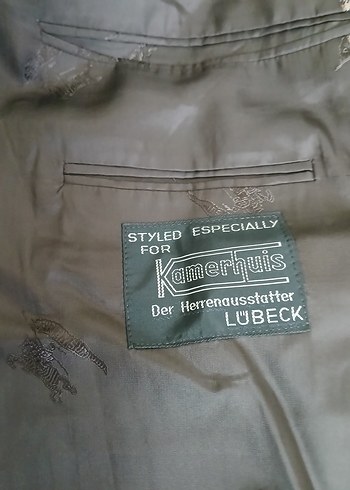 STYLED ESPECIALLY
FOR
Kamerhuis
Der Herrenausstatter
LÜBECK